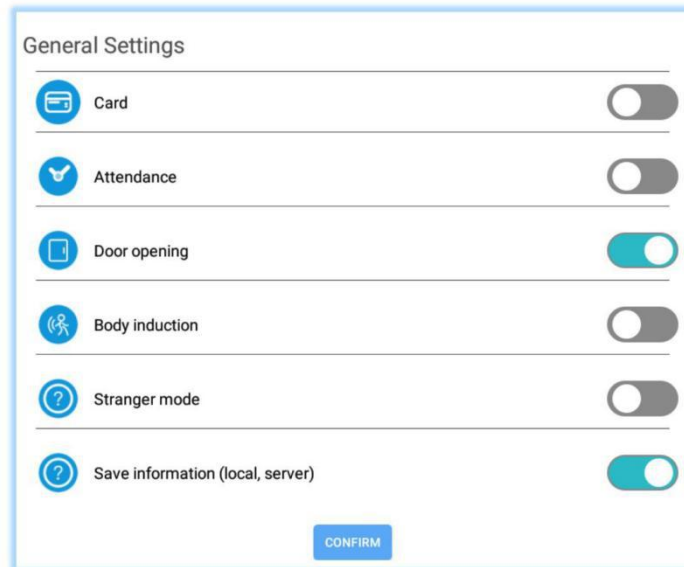 General Settings
Card
Attendance
Door opening
Body induction
Stranger mode
Save information (local, server)
CONFIRM